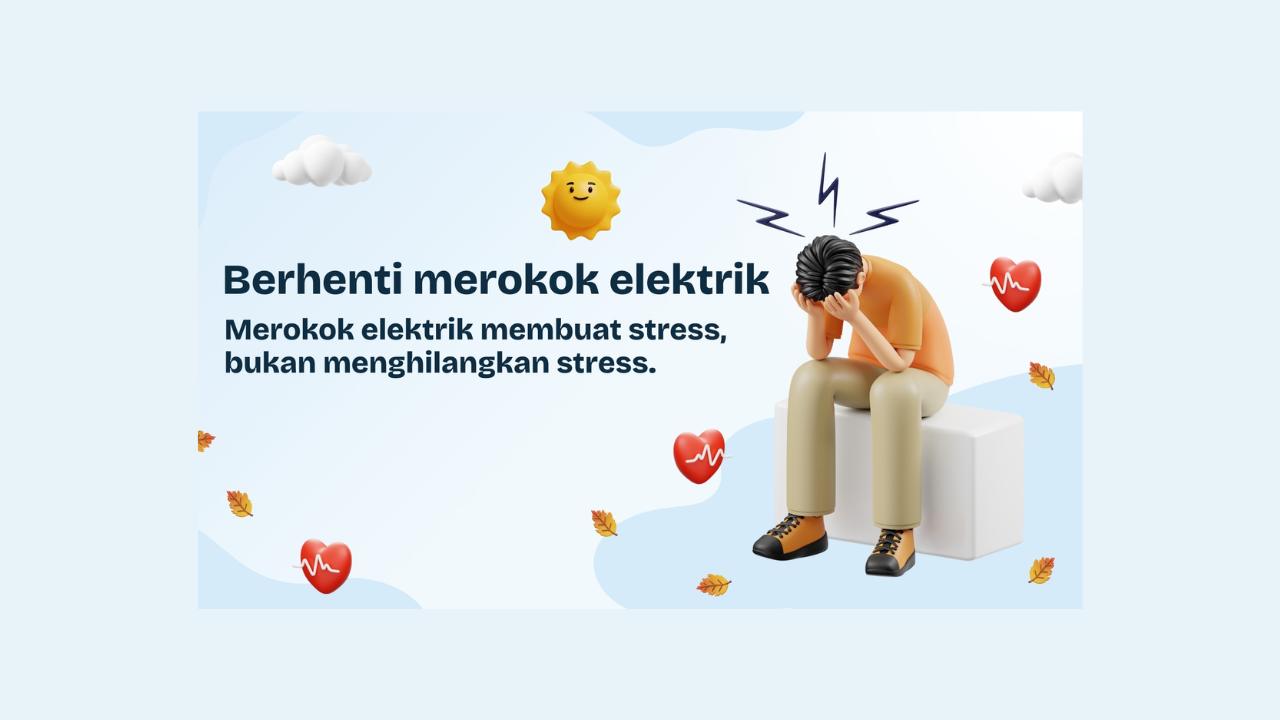 Berhenti merokok elektrik
Merokok elektrik membuat stress,
bukan menghilangkan stress.